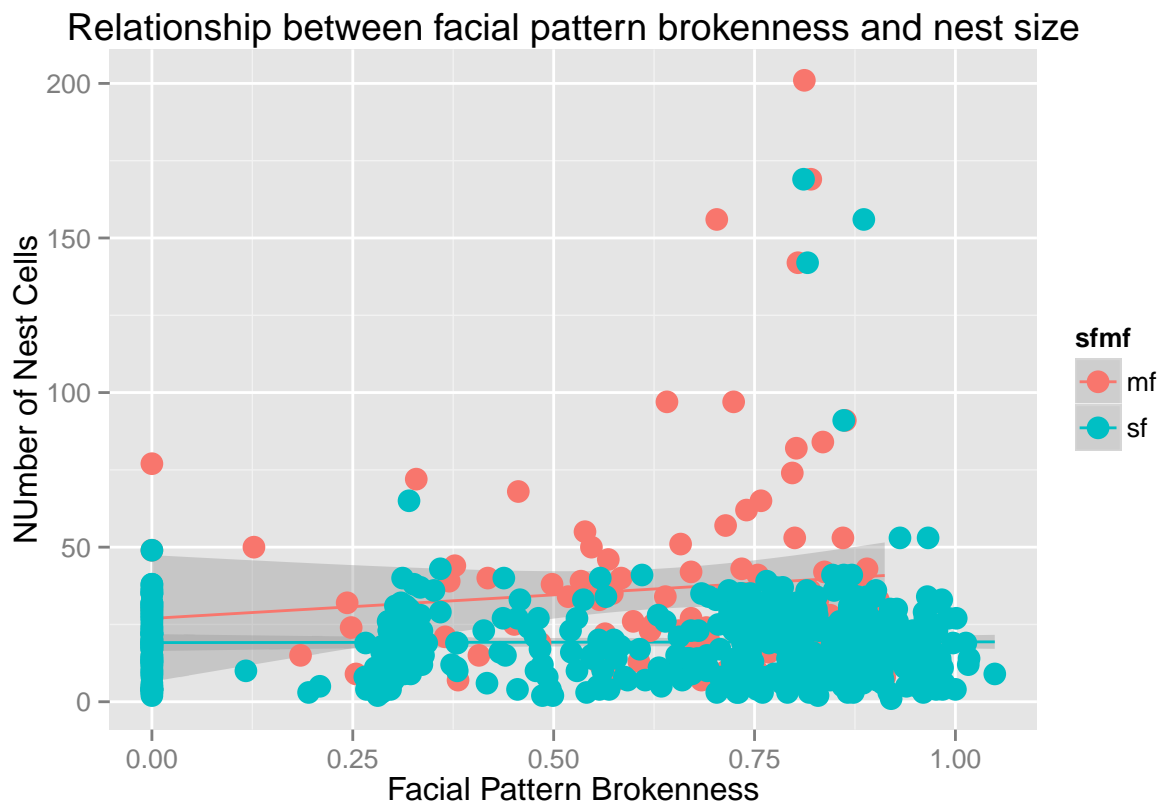 Relationship between facial pattern brokenness and nest size
NUmber of Nest Cells
200
150
100
50
0
0.00
0.25
0.50
0.75
1.00
Facial Pattern Brokenness
sfmf
mf
sf